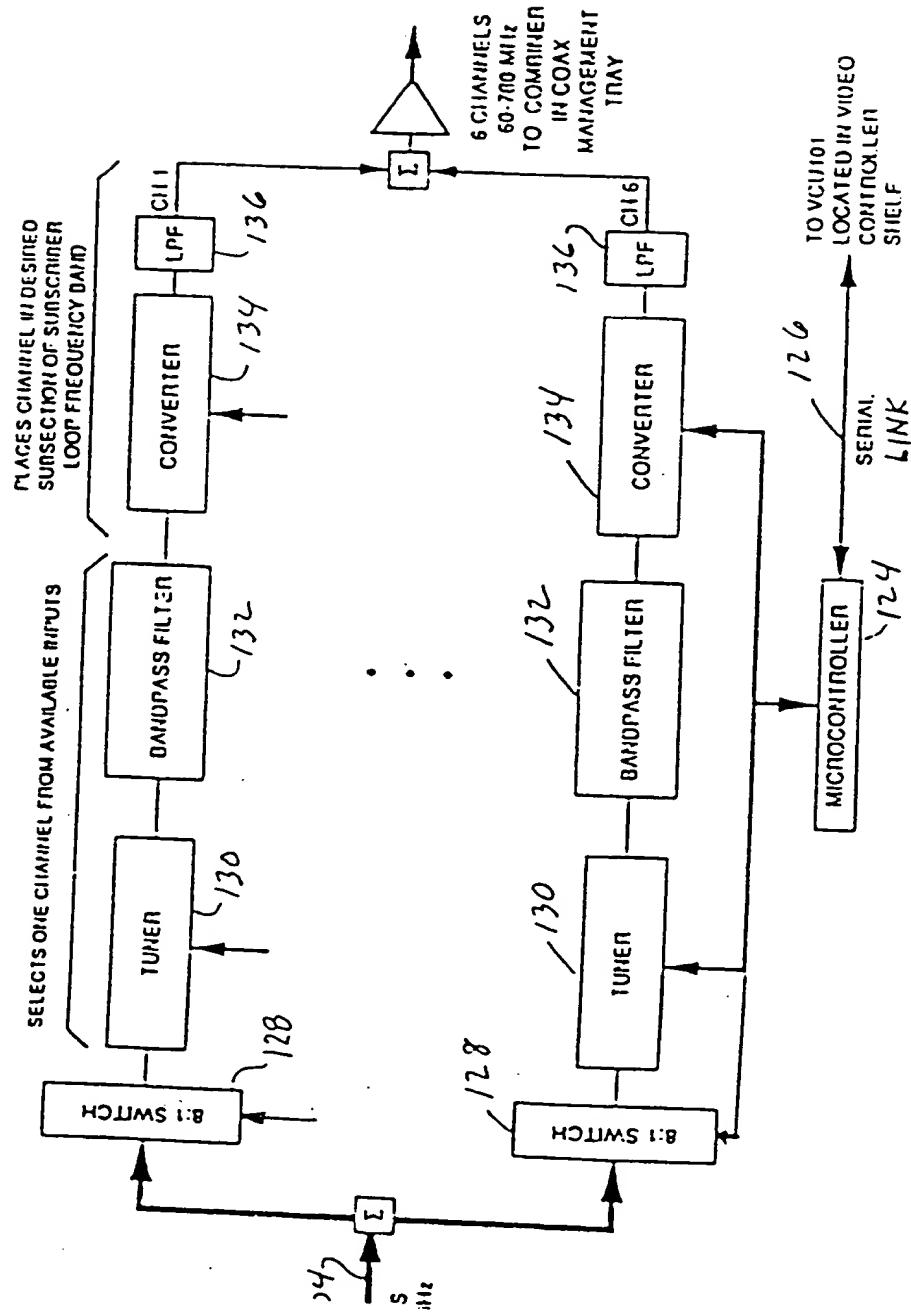 SELECTS ONE CHANNEL FROM AVAILABLE INPUTS
PLACES CHANNEL IN DESIRED
SUBSECTION OF SUBSCRIBER
LOOP FREQUENCY BAND
8:1 SWITCH
128
TUNER
130
BANDPASS FILTER
132
CONVERTER
134
LPF
136
CH 1
Σ
04
S
Hz
Σ
6 CHANNELS
60-700 MHz
TO COMBINER
IN COAX
MANAGEMENT
TRAY
8:1 SWITCH
128
TUNER
130
BANDPASS FILTER
132
CONVERTER
134
LPF
136
CH 6
MICROCONTROLLER
124
SERIAL
LINK
126
TO VCU101
LOCATED IN VIDEO
CONTROLLER
SHELF